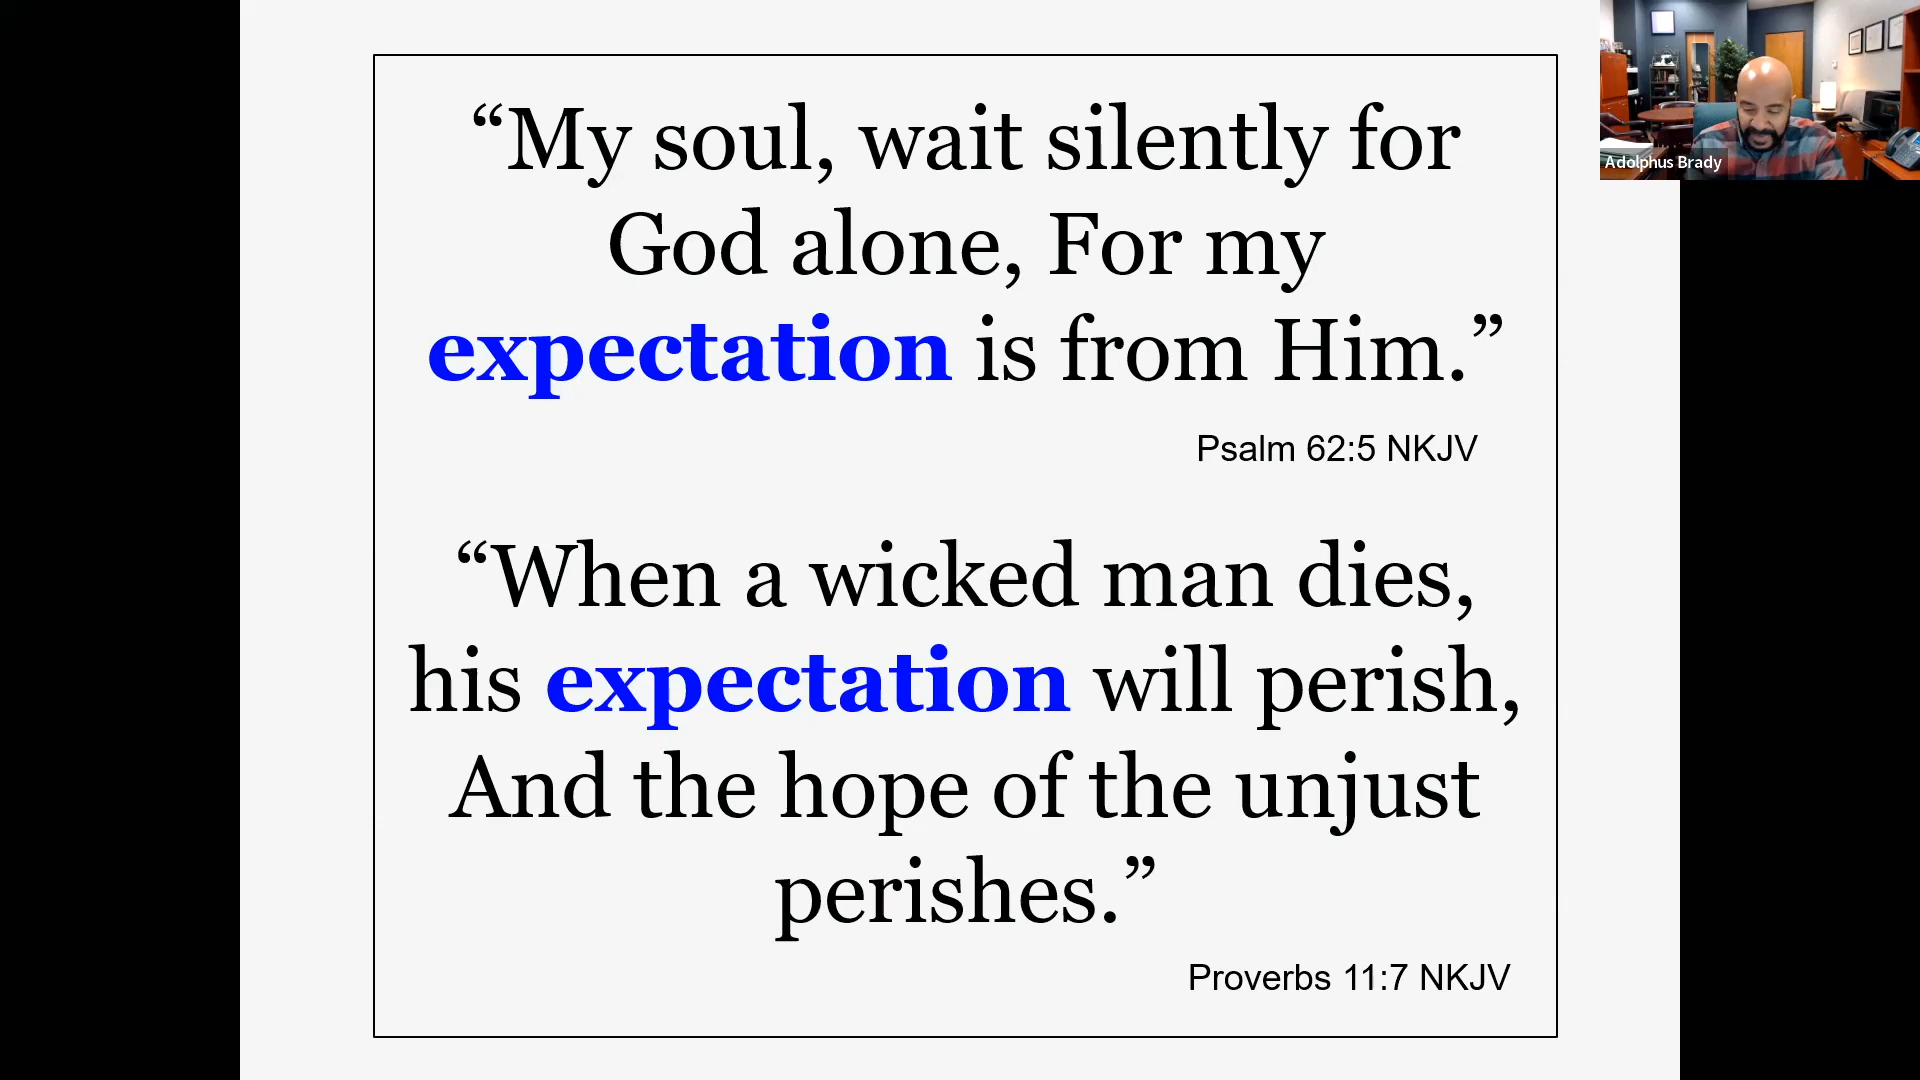 “My soul, wait silently for
God alone, For my
expectation is from Him.”
Psalm 62:5 NKJV
“When a wicked man dies,
his expectation will perish,
And the hope of the unjust
perishes.”
Proverbs 11:7 NKJV
Adolphus Brady